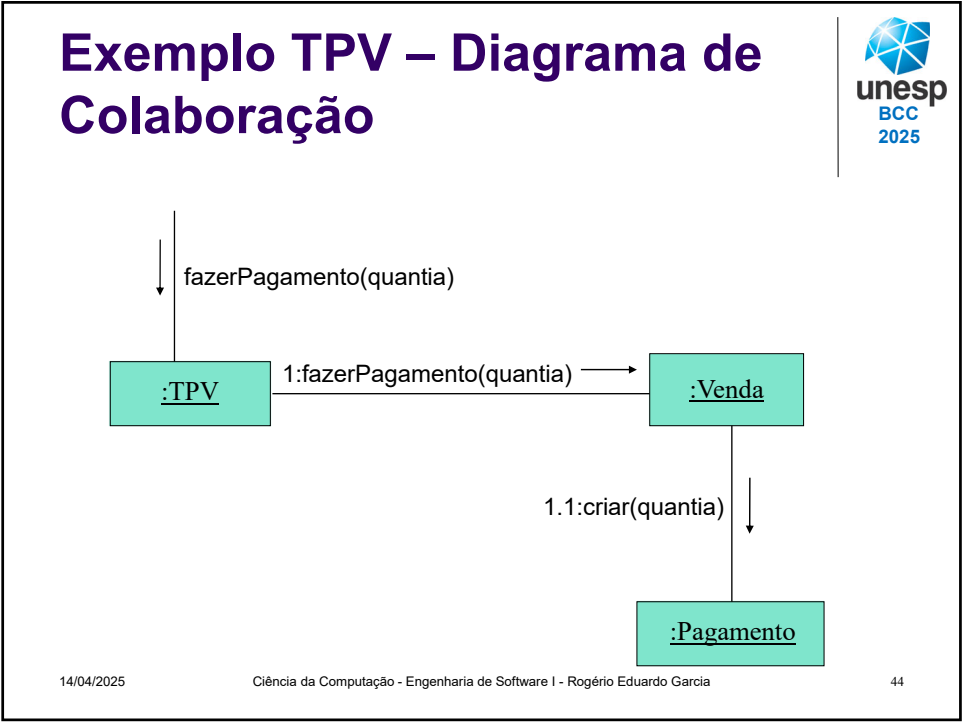 Exemplo TPV – Diagrama de
Colaboração
unesp
BCC
2025
fazerPagamento(quantia)
1:fazerPagamento(quantia)
:TPV
:Venda
1.1:criar(quantia)
:Pagamento
14/04/2025
Ciência da Computação - Engenharia de Software I - Rogério Eduardo Garcia
44